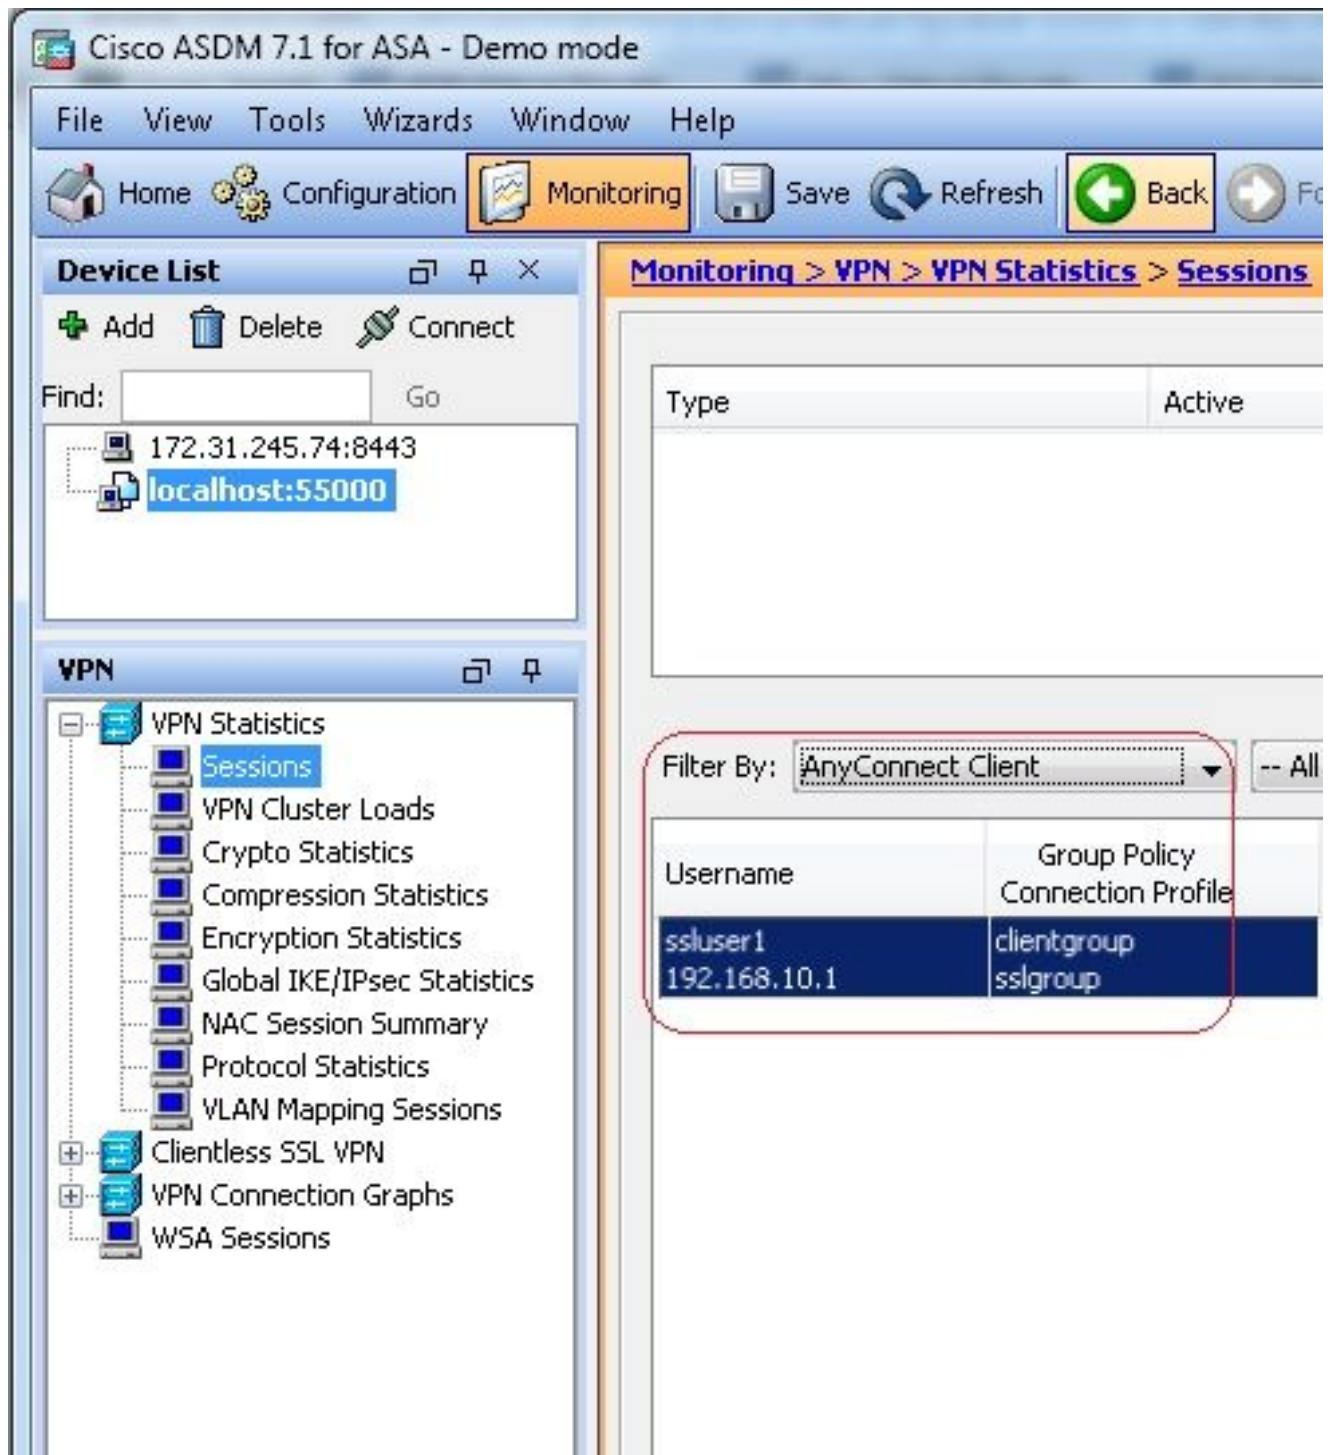 Cisco ASDM 7.1 for ASA - Demo mode
File View Tools Wizards Window Help
Home Configuration Monitoring Save Refresh Back Fo
Device List
Add Delete Connect
Find: Go
172.31.245.74:8443
localhost:55000
VPN
VPN Statistics
Sessions
VPN Cluster Loads
Crypto Statistics
Compression Statistics
Encryption Statistics
Global IKE/IPsec Statistics
NAC Session Summary
Protocol Statistics
VLAN Mapping Sessions
Clientless SSL VPN
VPN Connection Graphs
WSA Sessions
Monitoring > VPN > VPN Statistics > Sessions
Type Active
Filter By: AnyConnect Client -- All
Username Group Policy
Connection Profile
ssluser1 clientgroup
192.168.10.1 sslgroup